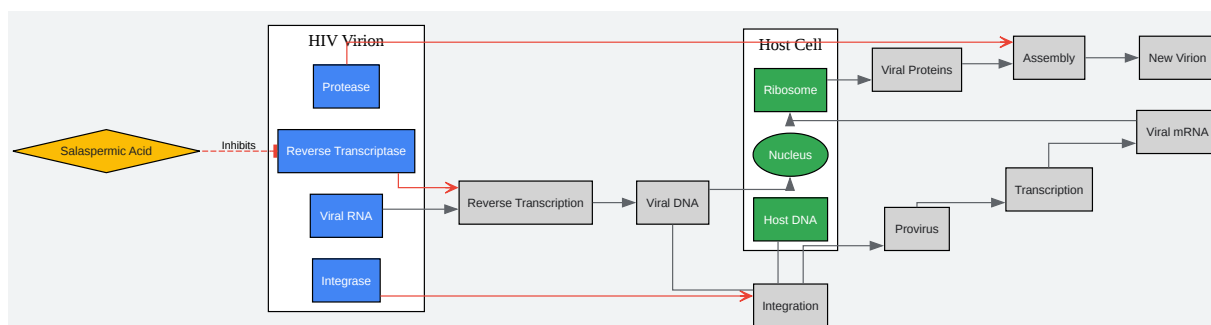 HIV Virion
Protease
Reverse Transcriptase
Viral RNA
Integrase
Salaspermic Acid
Inhibits
Reverse Transcription
Viral DNA
Host Cell
Ribosome
Nucleus
Host DNA
Integration
Viral Proteins
Assembly
New Virion
Viral mRNA
Transcription
Provirus